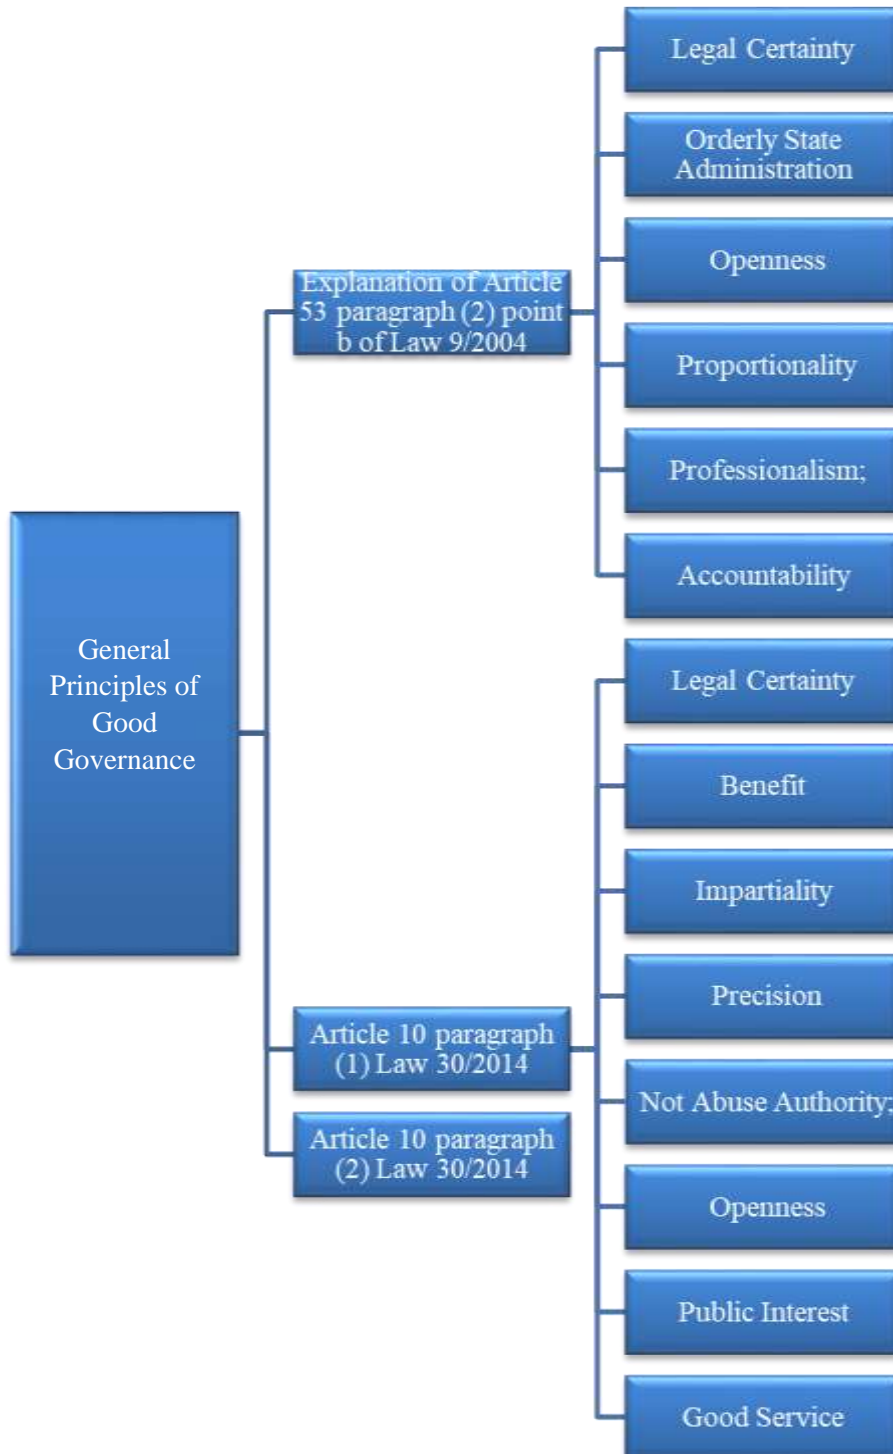 General
Principles of
Good
Governance
Explanation of Article
53 paragraph (2) point
b of Law 9/2004
Legal Certainty
Orderly State
Administration
Openness
Proportionality
Professionalism;
Accountability
Article 10 paragraph
(1) Law 30/2014
Legal Certainty
Benefit
Impartiality
Precision
Not Abuse Authority;
Openness
Public Interest
Good Service
Article 10 paragraph
(2) Law 30/2014